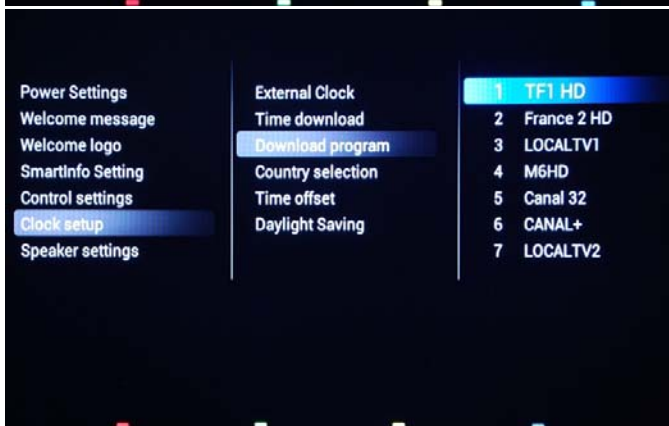 Power Settings
Welcome message
Welcome logo
SmartInfo Setting
Control settings
Clock setup
Speaker settings
External Clock
Time download
Download program
Country selection
Time offset
Daylight Saving
1 TF1 HD
2 France 2 HD
3 LOCALTV1
4 M6HD
5 Canal 32
6 CANAL+
7 LOCALTV2